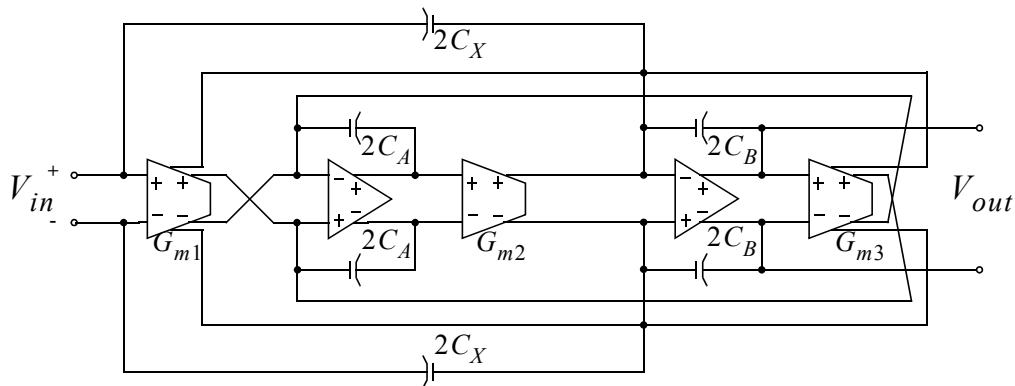 2C_X
2C_A
2C_B
+
V_in
-
+ +
- -
G_m1
-
+
+
-
2C_A
+ +
- -
G_m2
-
+
2C_B
+ +
- -
G_m3
V_out
2C_X